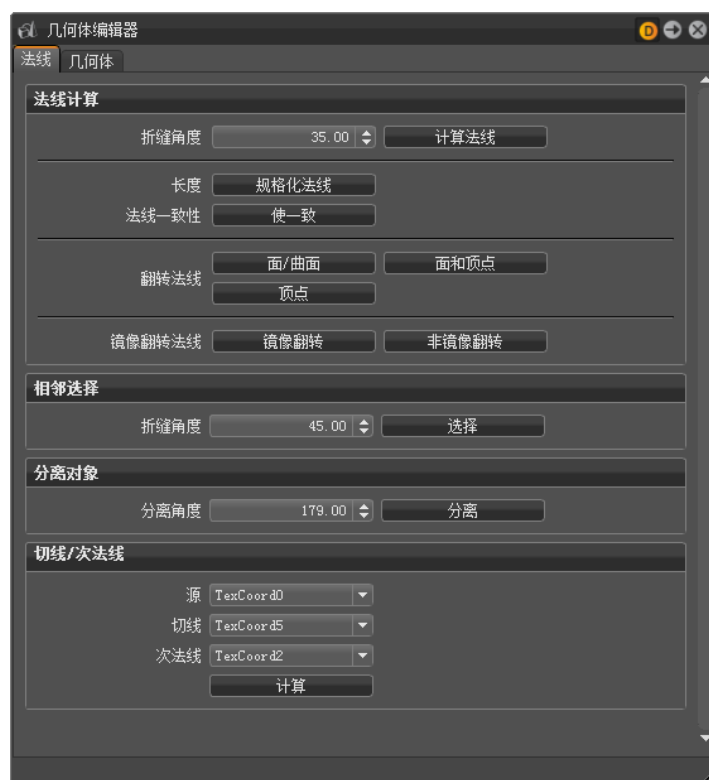 几何体编辑器
法线 几何体
法线计算
折缝角度 35.00 计算法线
长度 规格化法线
法线一致性 使一致
翻转法线 面/曲面 面和顶点
顶点
镜像翻转法线 镜像翻转 非镜像翻转
相邻选择
折缝角度 45.00 选择
分离对象
分离角度 179.00 分离
切线/次法线
源 TexCoord0
切线 TexCoord5
次法线 TexCoord2
计算